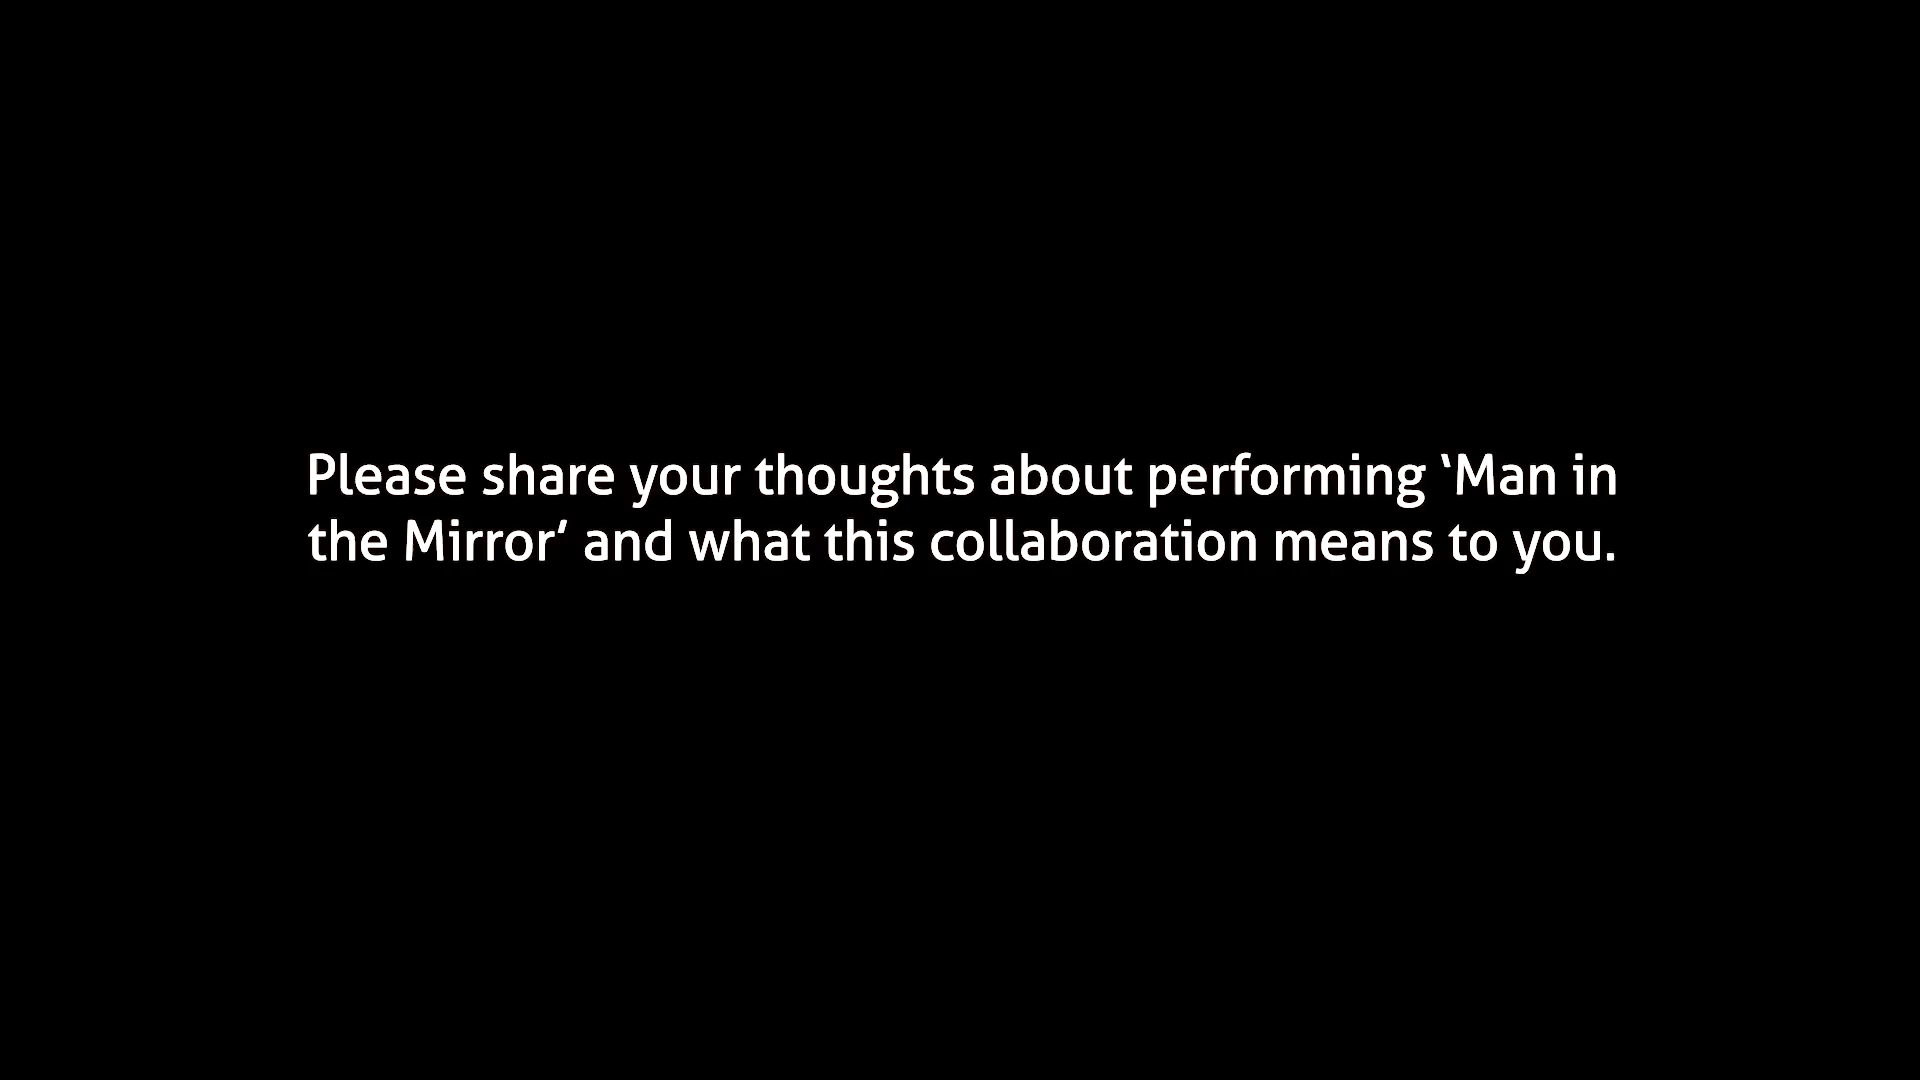 Please share your thoughts about performing ‘Man in
the Mirror’ and what this collaboration means to you.